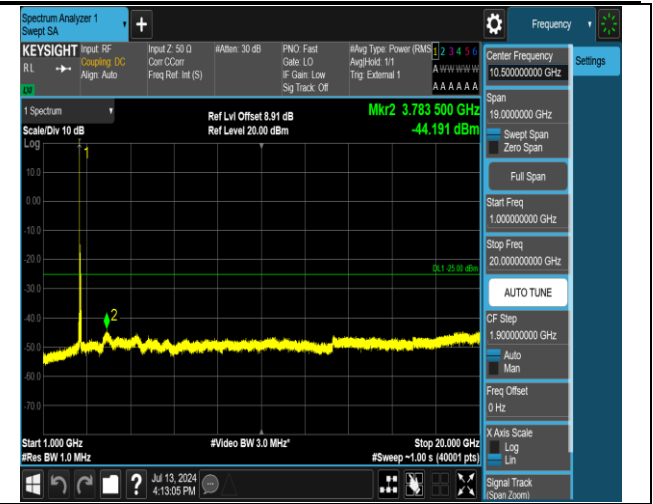 Spectrum Analyzer 1
Swept SA
+
Frequency
KEYSIGHT
RL
LU
Input: RF
Coupling: DC
Align: Auto
Input Z: 50 Ω
Corr CCorr
Freq Ref: Int (S)
#Atten: 30 dB
PNO: Fast
Gate: LO
IF Gain: Low
Sig Track: Off
#Avg Type: Power (RMS
Avg|Hold: 1/1
Trig: External 1
1 2 3 4 5 6
A W W W W W
A A A A A A
1 Spectrum
Scale/Div 10 dB
Ref Lvl Offset 8.91 dB
Ref Level 20.00 dBm
Mkr2 3.783 500 GHz
-44.191 dBm
Log
1
10.0
0.00
-10.0
-20.0
DL1 -25.00 dBm
-30.0
-40.0
2
-50.0
-60.0
-70.0
Start 1.000 GHz
#Res BW 1.0 MHz
#Video BW 3.0 MHz*
Stop 20.000 GHz
#Sweep ~1.00 s (40001 pts)
Jul 13, 2024
4:13:05 PM
?
Center Frequency
10.500000000 GHz
Settings
Span
19.0000000 GHz
Swept Span
Zero Span
Full Span
Start Freq
1.000000000 GHz
Stop Freq
20.000000000 GHz
AUTO TUNE
CF Step
1.900000000 GHz
Auto
Man
Freq Offset
0 Hz
X Axis Scale
Log
Lin
Signal Track
(Span Zoom)